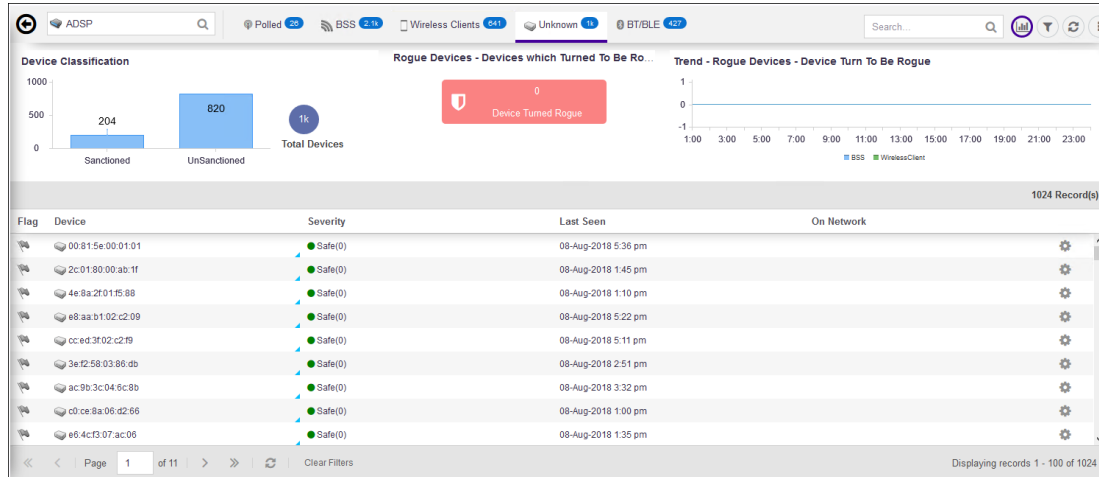 ADSP Polled 26 BSS 2.1k Wireless Clients 641 Unknown 1k BT/BLE 427 Search...
Device Classification
1000
500
0
204
820
Sanctioned UnSanctioned
1k
Total Devices
Rogue Devices - Devices which Turned To Be Ro...
0
Device Turned Rogue
Trend - Rogue Devices - Device Turn To Be Rogue
1
0
-1
1:00 3:00 5:00 7:00 9:00 11:00 13:00 15:00 17:00 19:00 21:00 23:00
BSS WirelessClient
1024 Record(s)
Flag Device Severity Last Seen On Network
00:81:5e:00:01:01 Safe(0) 08-Aug-2018 5:36 pm
2c:01:80:00:ab:1f Safe(0) 08-Aug-2018 1:45 pm
4e:8a:2f:01:f5:88 Safe(0) 08-Aug-2018 1:10 pm
e8:aa:b1:02:c2:09 Safe(0) 08-Aug-2018 5:22 pm
cc:ed:3f:02:c2:f9 Safe(0) 08-Aug-2018 5:11 pm
3e:f2:58:03:86:db Safe(0) 08-Aug-2018 2:51 pm
ac:9b:3c:04:6c:8b Safe(0) 08-Aug-2018 3:32 pm
c0:ce:8a:06:d2:66 Safe(0) 08-Aug-2018 1:00 pm
e6:4c:f3:07:ac:06 Safe(0) 08-Aug-2018 1:35 pm
Page 1 of 11 Clear Filters Displaying records 1 - 100 of 1024